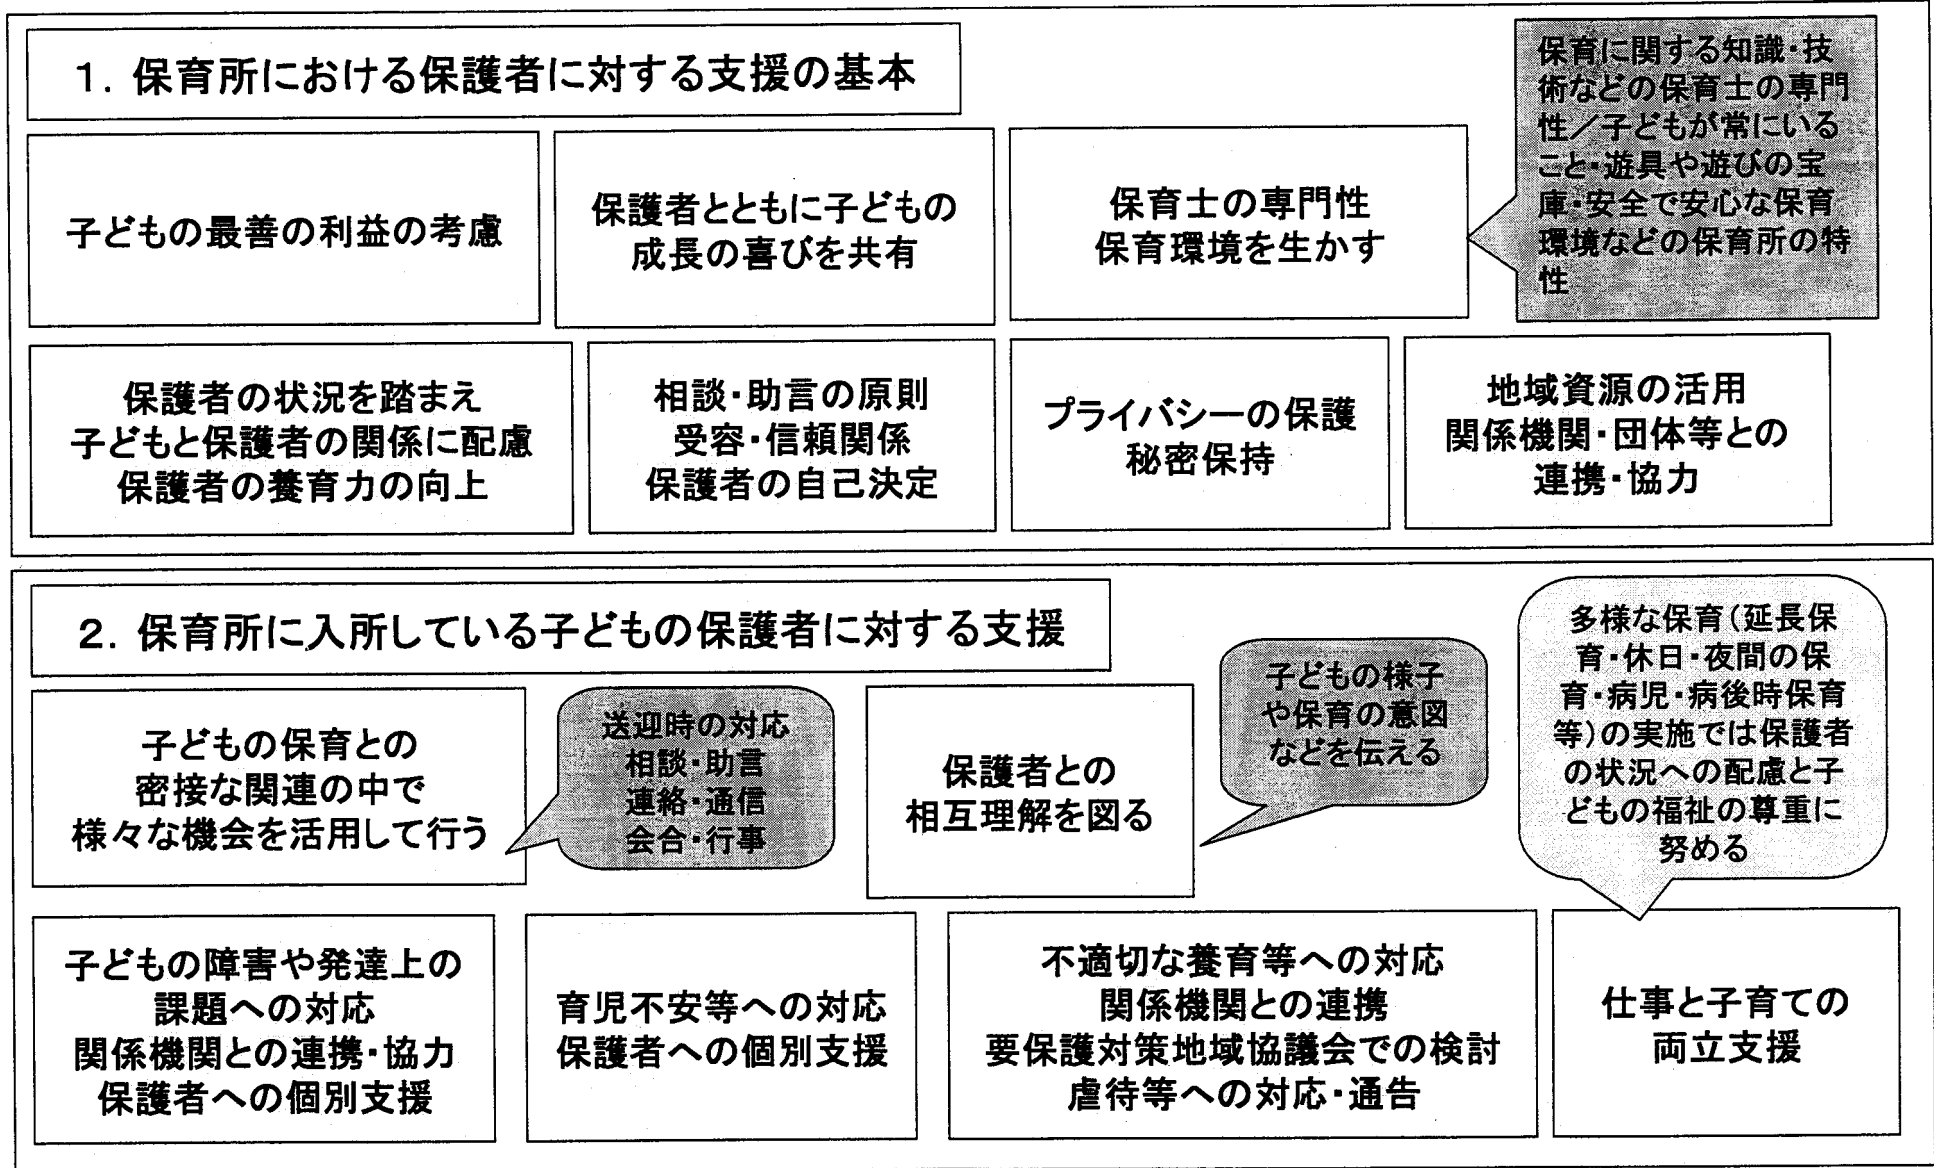 1. 保育所における保護者に対する支援の基本
子どもの最善の利益の考慮
保護者とともに子どもの
成長の喜びを共有
保育士の専門性
保育環境を生かす
保育に関する知識・技
術などの保育士の専門
性／子どもが常にいる
こと・遊具や遊びの宝
庫・安全で安心な保育
環境などの保育所の特
性
保護者の状況を踏まえ
子どもと保護者の関係に配慮
保護者の養育力の向上
相談・助言の原則
受容・信頼関係
保護者の自己決定
プライバシーの保護
秘密保持
地域資源の活用
関係機関・団体等との
連携・協力
2. 保育所に入所している子どもの保護者に対する支援
子どもの保育との
密接な関連の中で
様々な機会を活用して行う
送迎時の対応
相談・助言
連絡・通信
会合・行事
保護者との
相互理解を図る
子どもの様子
や保育の意図
などを伝える
多様な保育（延長保
育・休日・夜間の保
育・病児・病後時保育
等）の実施では保護者
の状況への配慮と子
どもの福祉の尊重に
努める
子どもの障害や発達上の
課題への対応
関係機関との連携・協力
保護者への個別支援
育児不安等への対応
保護者への個別支援
不適切な養育等への対応
関係機関との連携
要保護対策地域協議会での検討
虐待等への対応・通告
仕事と子育ての
両立支援